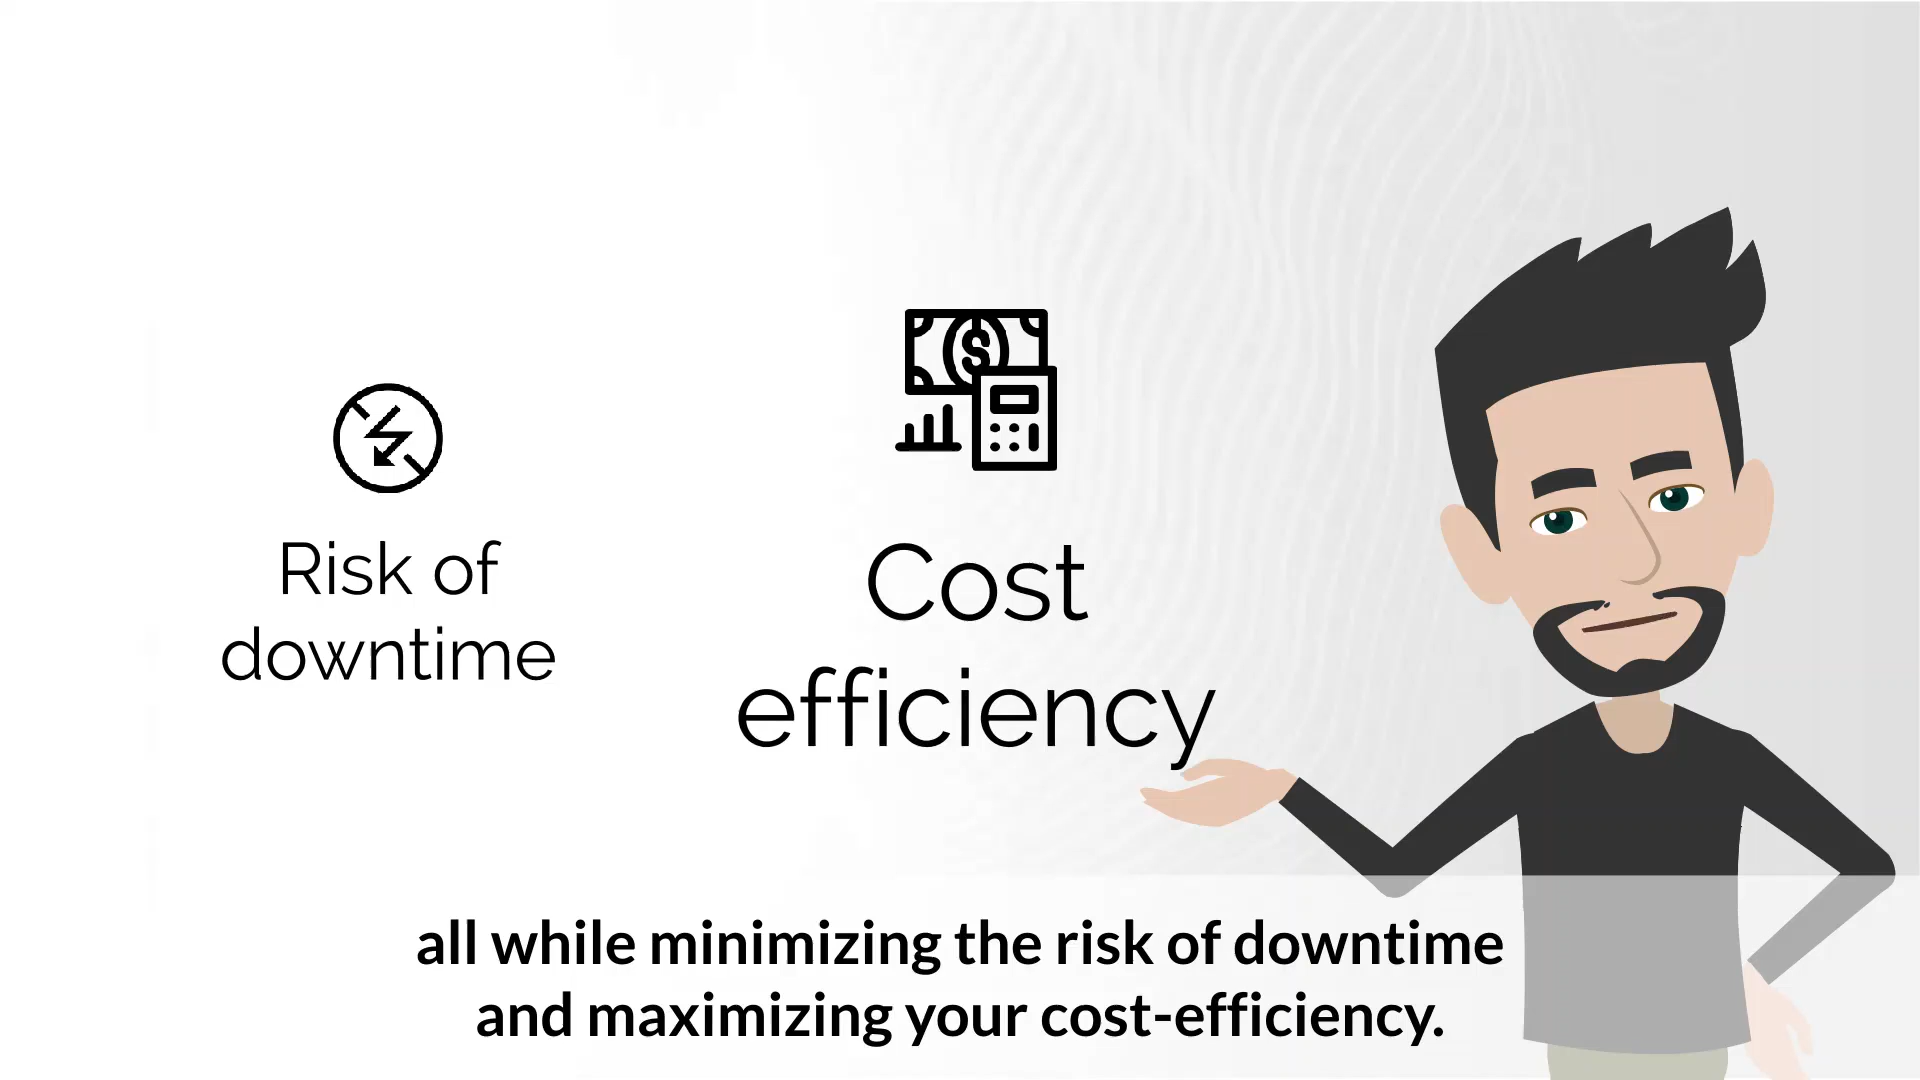 Risk of
downtime
$
Cost
efficiency
all while minimizing the risk of downtime
and maximizing your cost-efficiency.